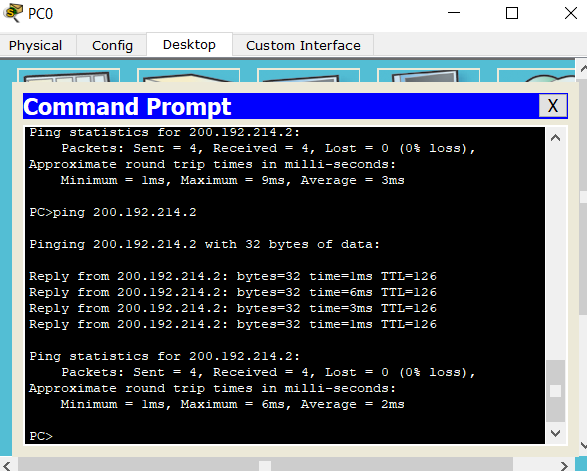 PC0
Physical Config Desktop Custom Interface
Command Prompt X
Ping statistics for 200.192.214.2:
Packets: Sent = 4, Received = 4, Lost = 0 (0% loss),
Approximate round trip times in milli-seconds:
Minimum = 1ms, Maximum = 9ms, Average = 3ms
PC>ping 200.192.214.2
Pinging 200.192.214.2 with 32 bytes of data:
Reply from 200.192.214.2: bytes=32 time=1ms TTL=126
Reply from 200.192.214.2: bytes=32 time=6ms TTL=126
Reply from 200.192.214.2: bytes=32 time=3ms TTL=126
Reply from 200.192.214.2: bytes=32 time=1ms TTL=126
Ping statistics for 200.192.214.2:
Packets: Sent = 4, Received = 4, Lost = 0 (0% loss),
Approximate round trip times in milli-seconds:
Minimum = 1ms, Maximum = 6ms, Average = 2ms
PC>